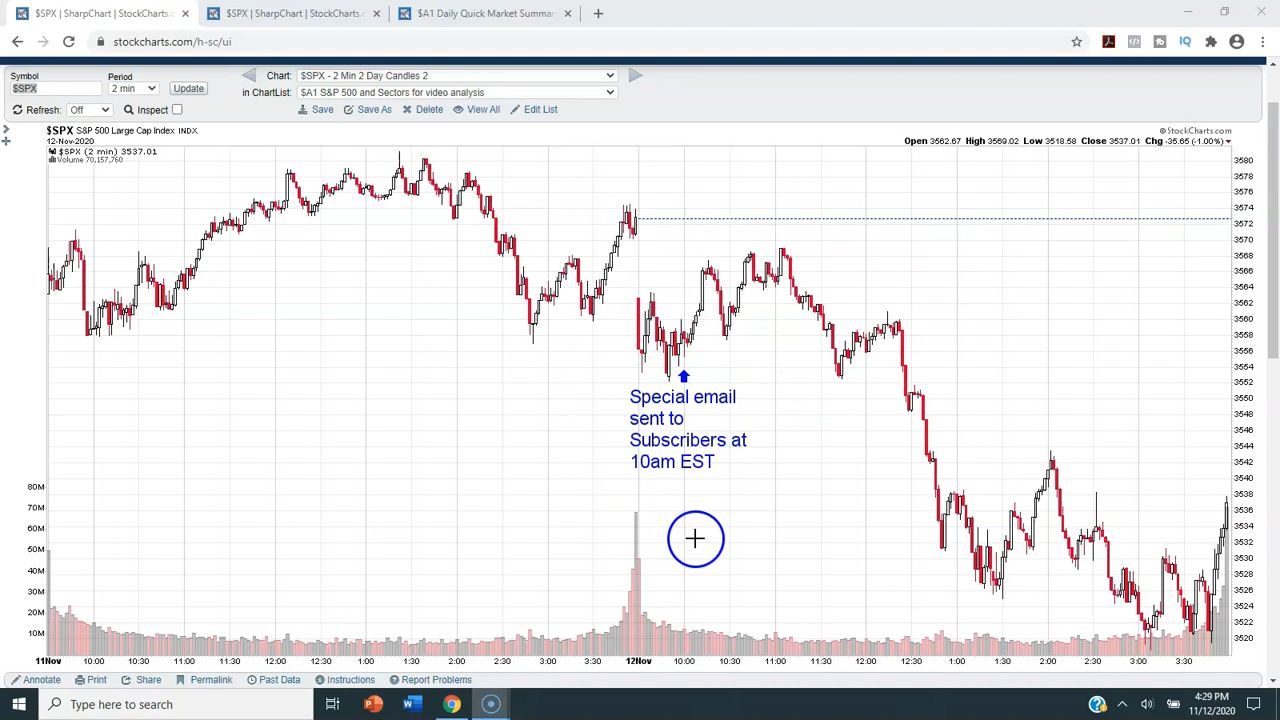 $SPX | SharpChart | StockCharts.c
$SPX | SharpChart | StockCharts.c
$A1 Daily Quick Market Summar
stockcharts.com/h-sc/ui
Symbol
Period
Chart: $SPX - 2 Min 2 Day Candles 2
$SPX
2 min
Update
in ChartList: $A1 S&P 500 and Sectors for video analysis
Refresh: Off
Inspect
Save
Save As
Delete
View All
Edit List
$SPX S&P 500 Large Cap Index INDX
© StockCharts.com
12-Nov-2020
Open 3562.67 High 3569.02 Low 3518.58 Close 3537.01 Chg -35.65 (-1.00%)
$SPX (2 min) 3537.01
Volume 70,157,760
3580
3578
3576
3574
3572
3570
3568
3566
3564
3562
3560
3558
3556
3554
3552
3550
3548
3546
3544
3542
3540
3538
3536
3534
3532
3530
3528
3526
3524
3522
3520
Special email
sent to
Subscribers at
10am EST
80M
70M
60M
50M
40M
30M
20M
10M
11Nov 10:00 10:30 11:00 11:30 12:00 12:30 1:00 1:30 2:00 2:30 3:00 3:30 12Nov 10:00 10:30 11:00 11:30 12:00 12:30 1:00 1:30 2:00 2:30 3:00 3:30
Annotate
Print
Share
Permalink
Past Data
Instructions
Report Problems
Type here to search
4:29 PM
11/12/2020